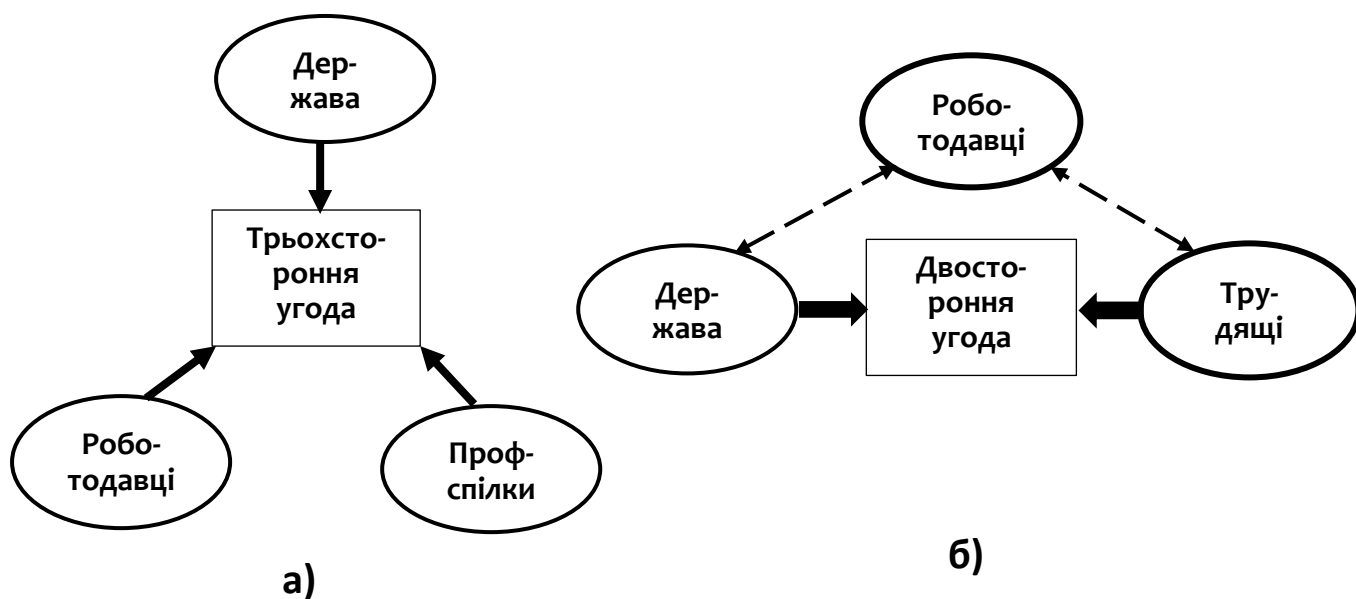 Дер-
жава
Трьохсто-
роння
угода
Робо-
тодавці
Проф-
спілки
а)
Робо-
тодавці
Дер-
жава
Двосто-
роння
угода
Тру-
дящі
б)